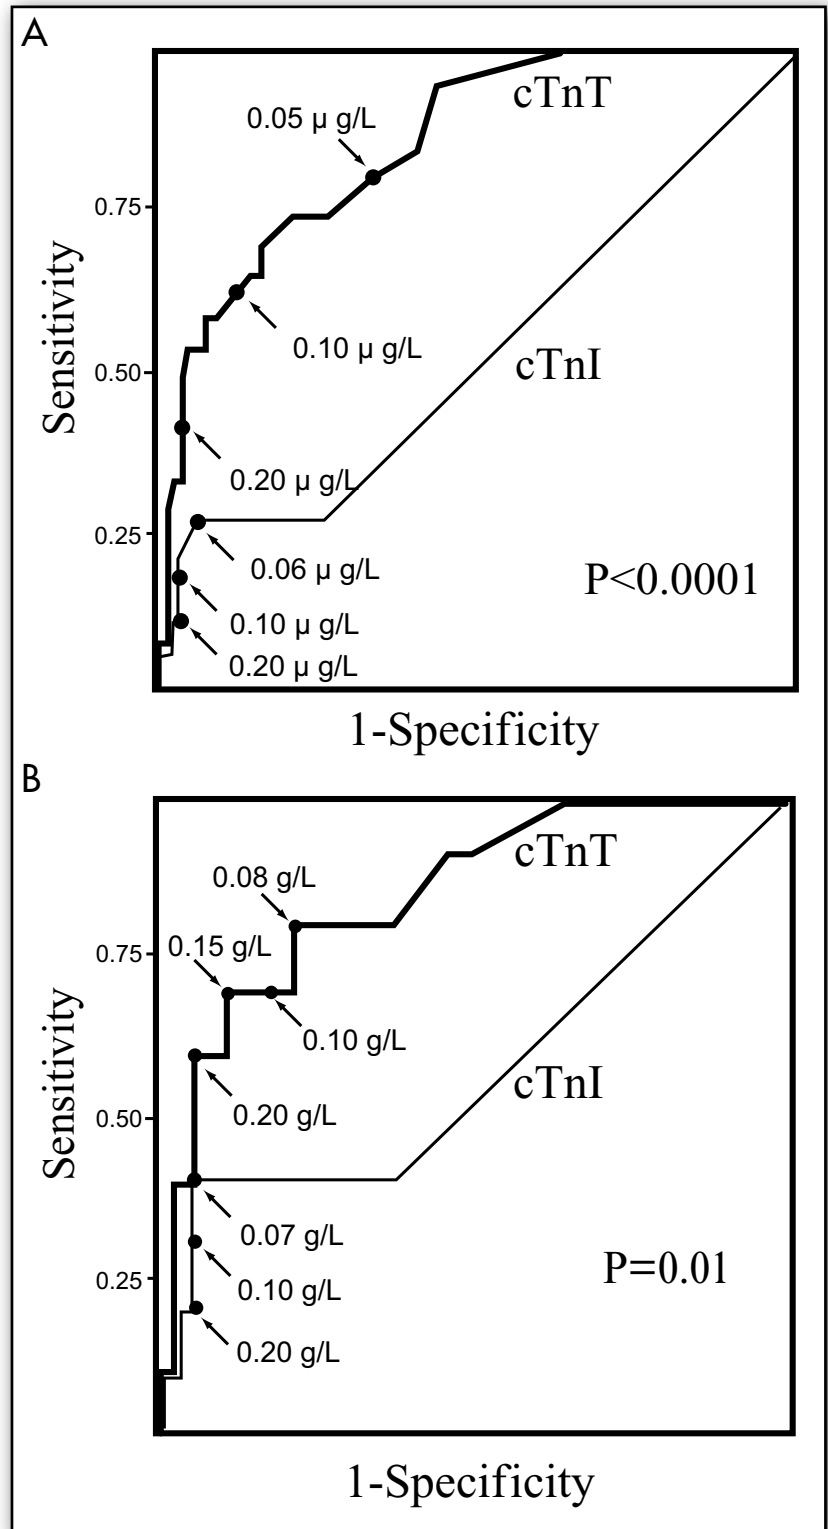 A
cTnT
0.05 µ g/L
0.75
0.10 µ g/L
cTnI
0.50
Sensitivity
0.20 µ g/L
0.25
0.06 µ g/L
P<0.0001
0.10 µ g/L
0.20 µ g/L
1-Specificity
B
cTnT
0.08 g/L
0.15 g/L
0.75
0.10 g/L
cTnI
0.20 g/L
0.50
Sensitivity
0.07 g/L
P=0.01
0.25
0.10 g/L
0.20 g/L
1-Specificity